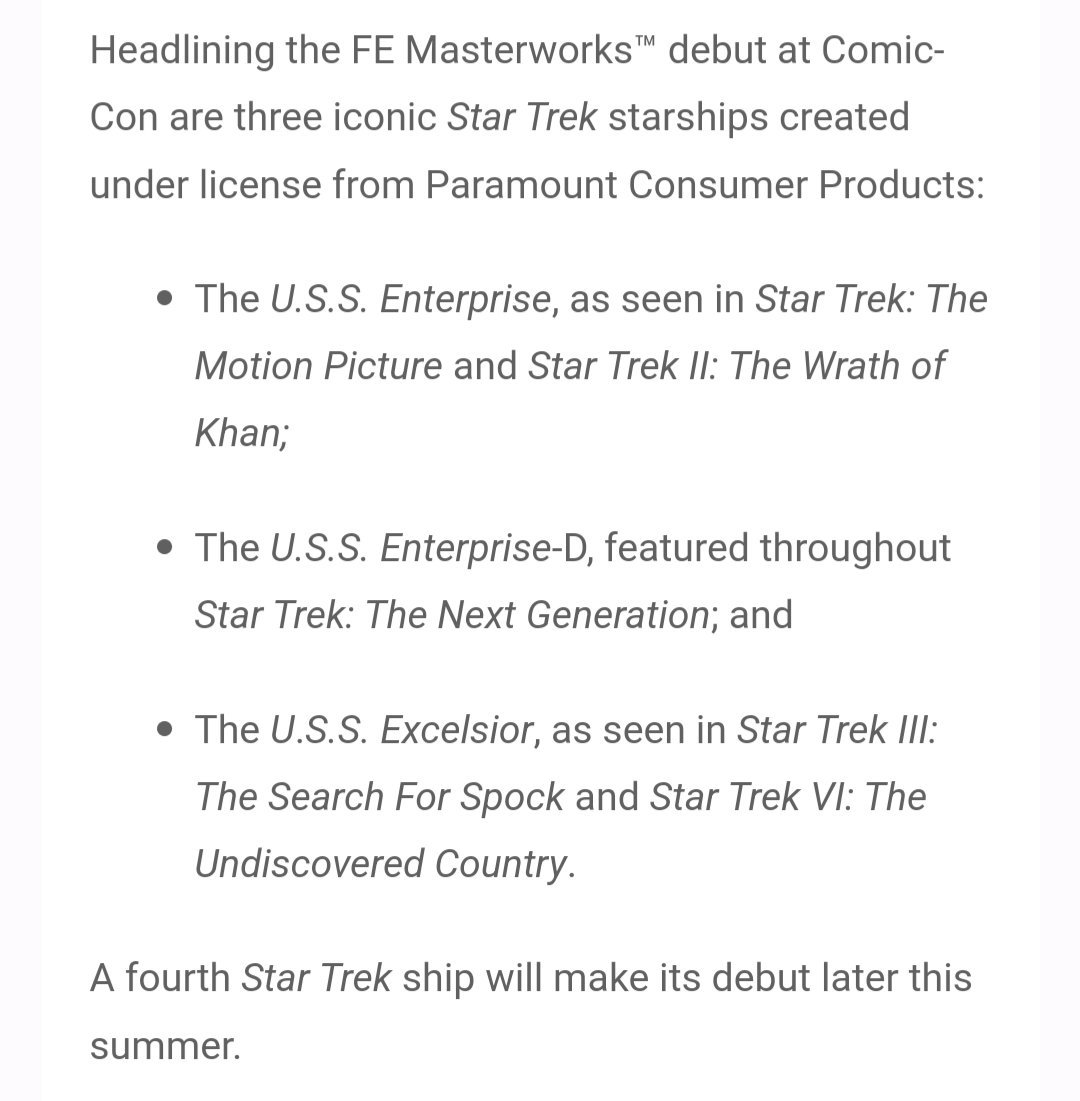 Headlining the FE Masterworks™ debut at Comic-
Con are three iconic Star Trek starships created
under license from Paramount Consumer Products:
• The U.S.S. Enterprise, as seen in Star Trek: The
Motion Picture and Star Trek II: The Wrath of
Khan;
• The U.S.S. Enterprise-D, featured throughout
Star Trek: The Next Generation; and
• The U.S.S. Excelsior, as seen in Star Trek III:
The Search For Spock and Star Trek VI: The
Undiscovered Country.
A fourth Star Trek ship will make its debut later this
summer.